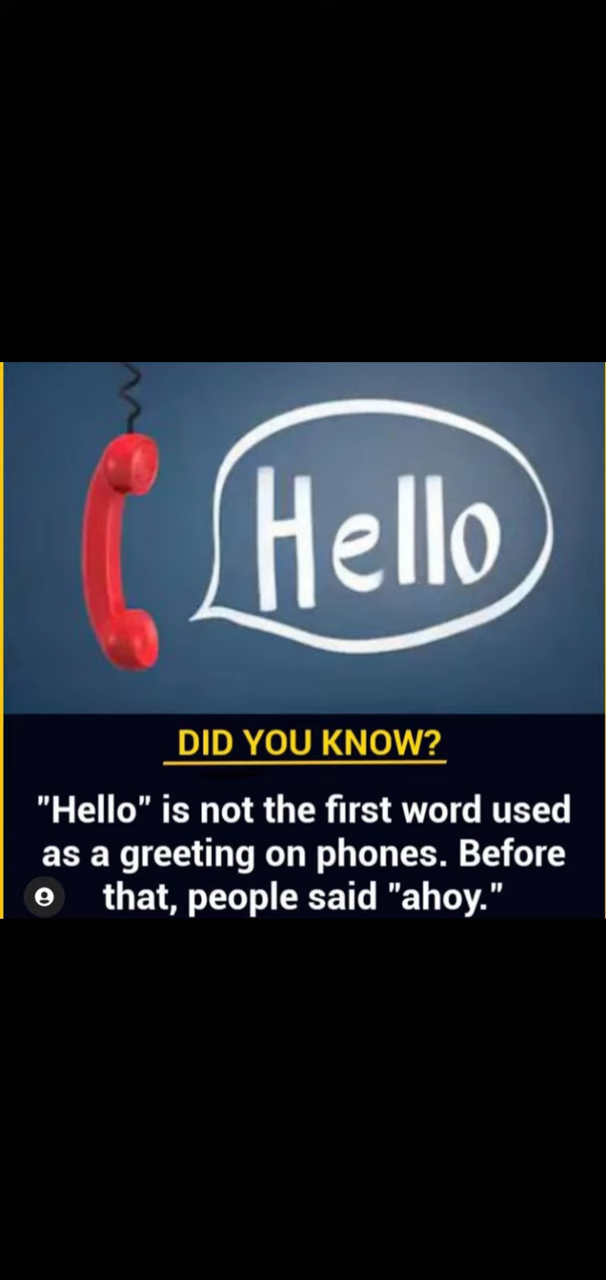 Hello
DID YOU KNOW?
"Hello" is not the first word used
as a greeting on phones. Before
that, people said "ahoy."